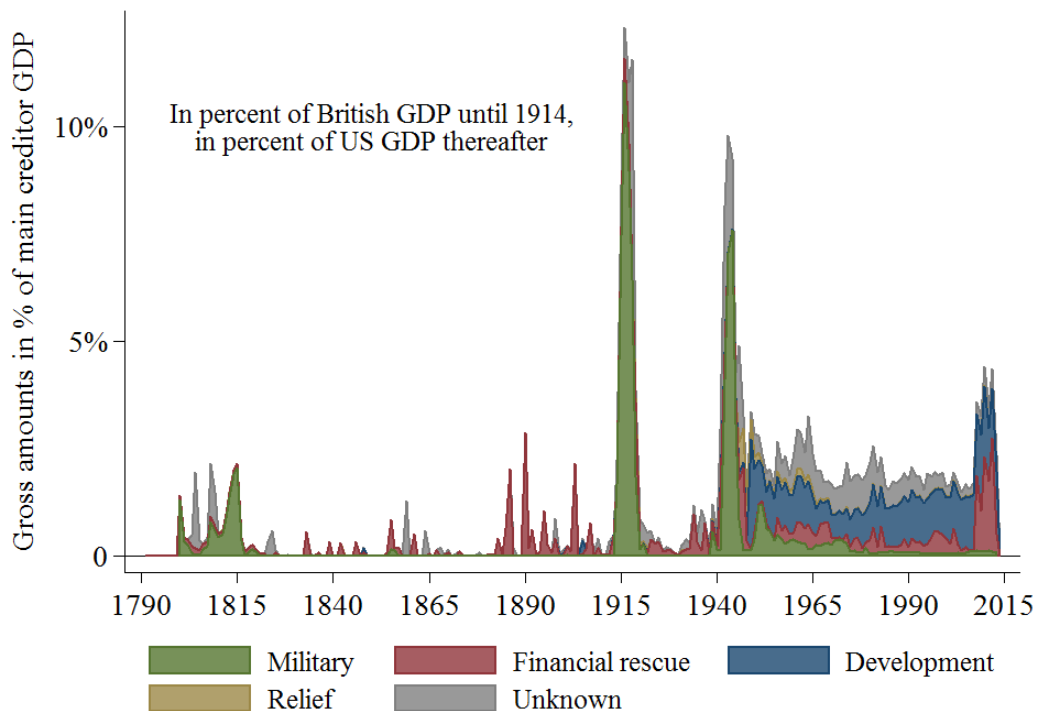 Gross amounts in % of main creditor GDP
In percent of British GDP until 1914,
in percent of US GDP thereafter
10%
5%
0
1790 1815 1840 1865 1890 1915 1940 1965 1990 2015
Military Financial rescue Development
Relief Unknown